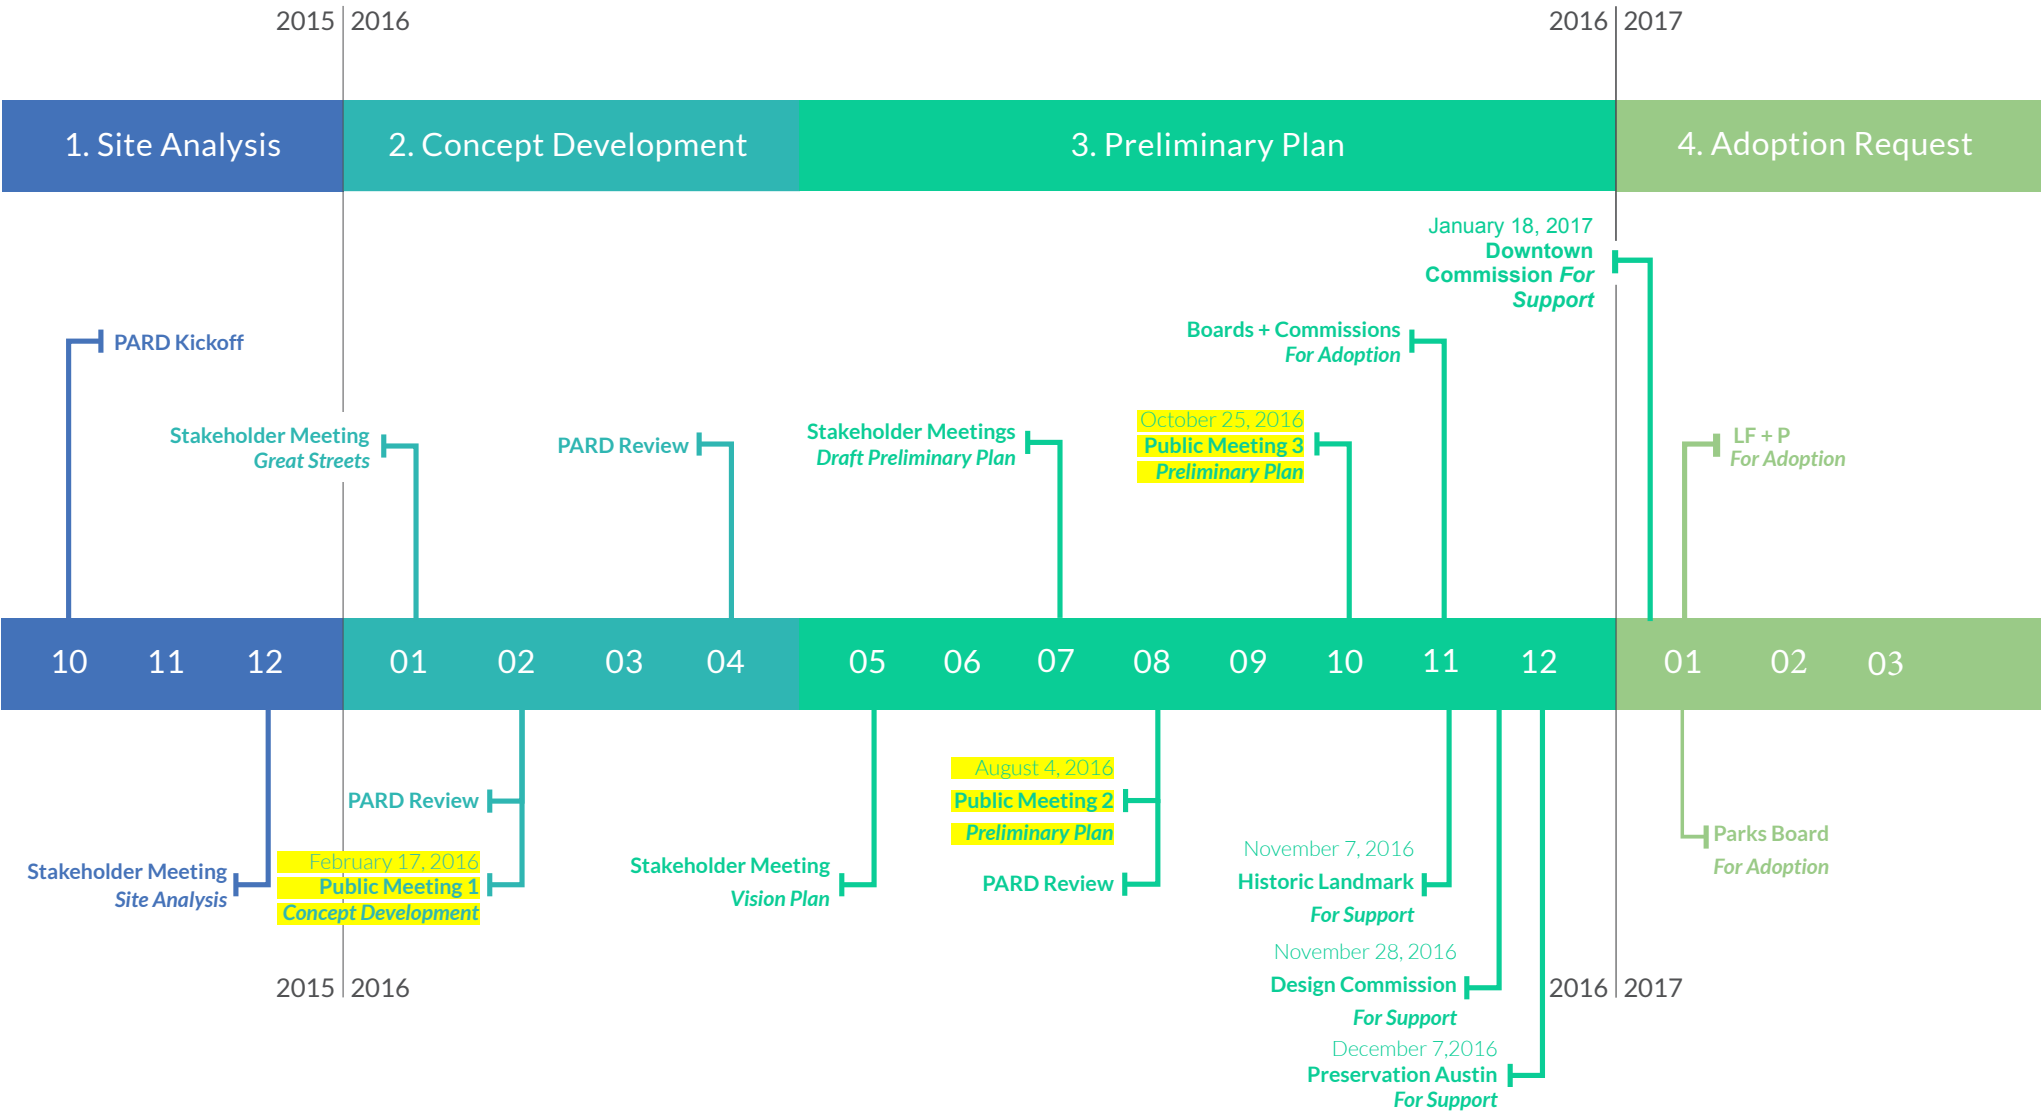 2015 2016
2016 2017
1. Site Analysis
2. Concept Development
3. Preliminary Plan
4. Adoption Request
January 18, 2017
Downtown
Commission For
Support
PARD Kickoff
Boards + Commissions
For Adoption
Stakeholder Meeting
Great Streets
PARD Review
Stakeholder Meetings
Draft Preliminary Plan
October 25, 2016
Public Meeting 3
Preliminary Plan
LF + P
For Adoption
10 11 12 01 02 03 04 05 06 07 08 09 10 11 12 01 02 03
PARD Review
Stakeholder Meeting
Site Analysis
February 17, 2016
Public Meeting 1
Concept Development
Stakeholder Meeting
Vision Plan
August 4, 2016
Public Meeting 2
Preliminary Plan
PARD Review
November 7, 2016
Historic Landmark
For Support
Parks Board
For Adoption
November 28, 2016
Design Commission
For Support
2015 2016
2016 2017
December 7,2016
Preservation Austin
For Support